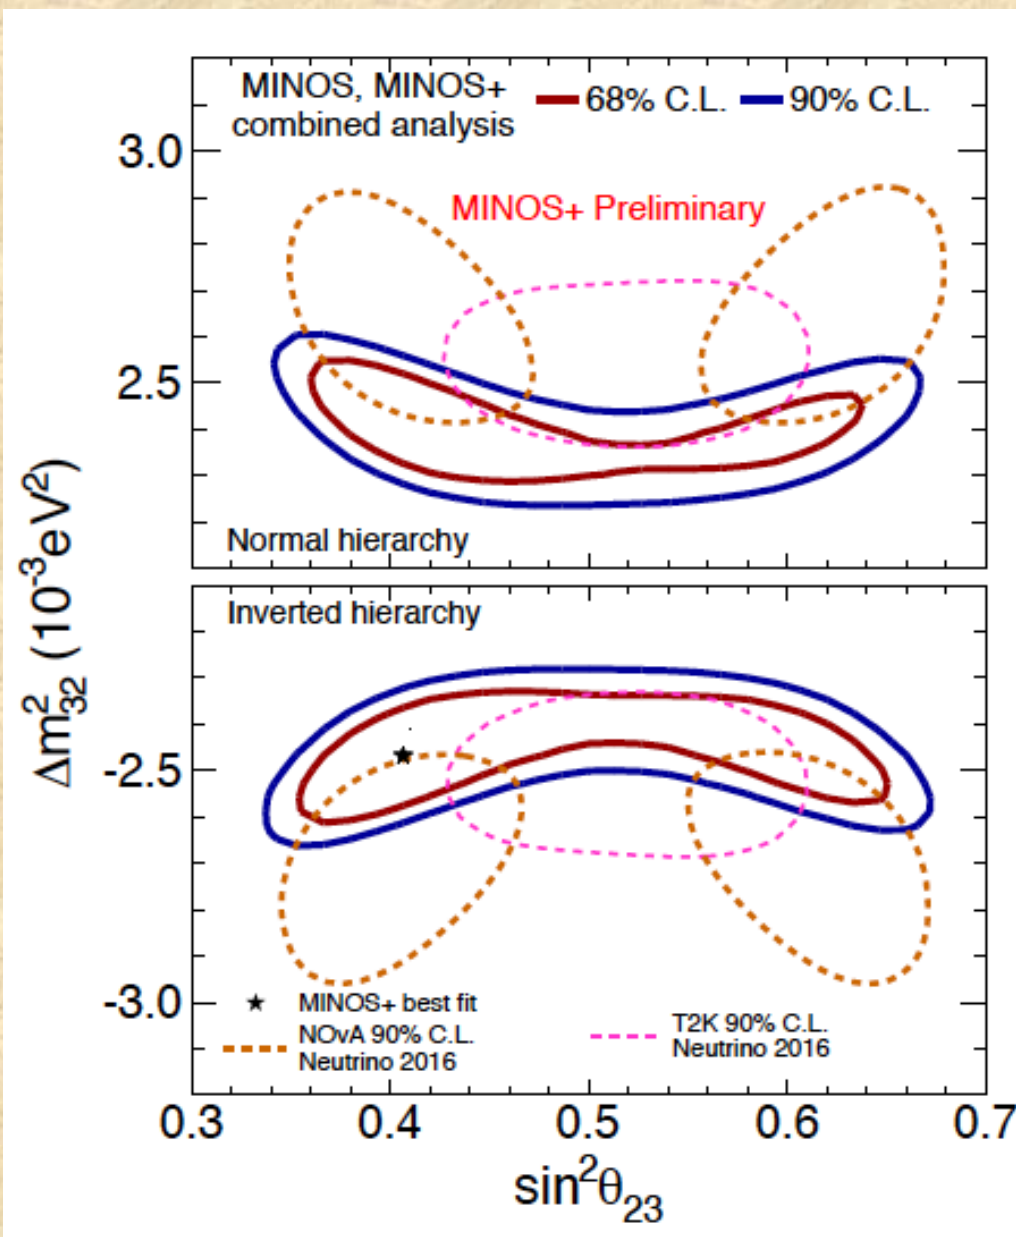 MINOS, MINOS+
combined analysis
68% C.L.
90% C.L.
MINOS+ Preliminary
3.0
2.5
Normal hierarchy
Inverted hierarchy
-2.5
-3.0
Δm²₃₂ (10⁻³eV²)
★ MINOS+ best fit
NOvA 90% C.L.
Neutrino 2016
T2K 90% C.L.
Neutrino 2016
0.3 0.4 0.5 0.6 0.7
sin²θ₂₃